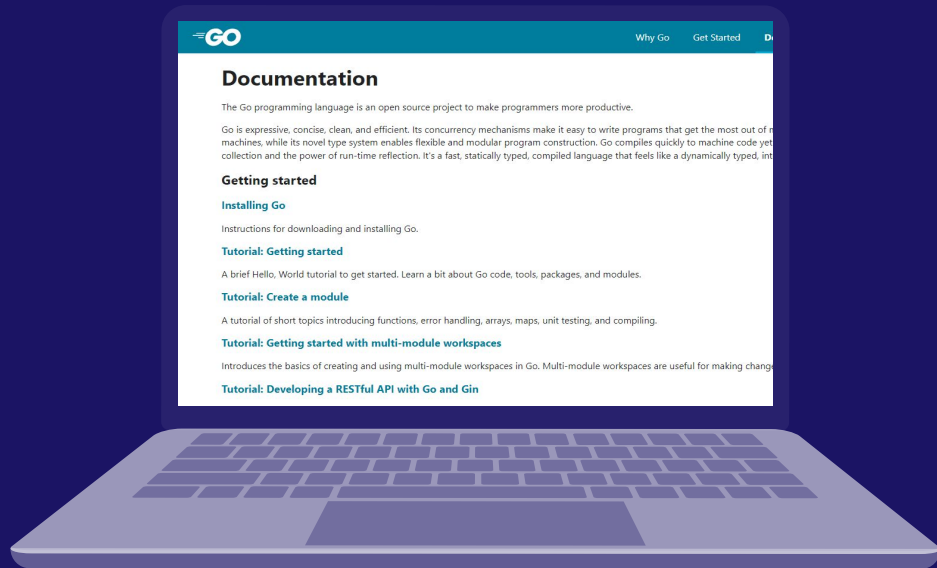 GO
Why Go
Get Started
Documentation
The Go programming language is an open source project to make programmers more productive.
Go is expressive, concise, clean, and efficient. Its concurrency mechanisms make it easy to write programs that get the most out of
machines, while its novel type system enables flexible and modular program construction. Go compiles quickly to machine code yet
collection and the power of run-time reflection. It's a fast, statically typed, compiled language that feels like a dynamically typed,
Getting started
Installing Go
Instructions for downloading and installing Go.
Tutorial: Getting started
A brief Hello, World tutorial to get started. Learn a bit about Go code, tools, packages, and modules.
Tutorial: Create a module
A tutorial of short topics introducing functions, error handling, arrays, maps, unit testing, and compiling.
Tutorial: Getting started with multi-module workspaces
Introduces the basics of creating and using multi-module workspaces in Go. Multi-module workspaces are useful for making
Tutorial: Developing a RESTful API with Go and Gin